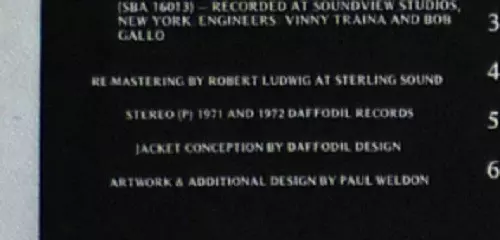 (SBA 16013) — RECORDED AT SOUNDVIEW STUDIOS,
NEW YORK. ENGINEERS: VINNY TRAINA AND BOB
GALLO
3
4
RE-MASTERING BY ROBERT LUDWIG AT STERLING SOUND
STEREO (P) 1971 AND 1972 DAFFODIL RECORDS
5
JACKET CONCEPTION BY DAFFODIL DESIGN
6
ARTWORK & ADDITIONAL DESIGN BY PAUL WELDON